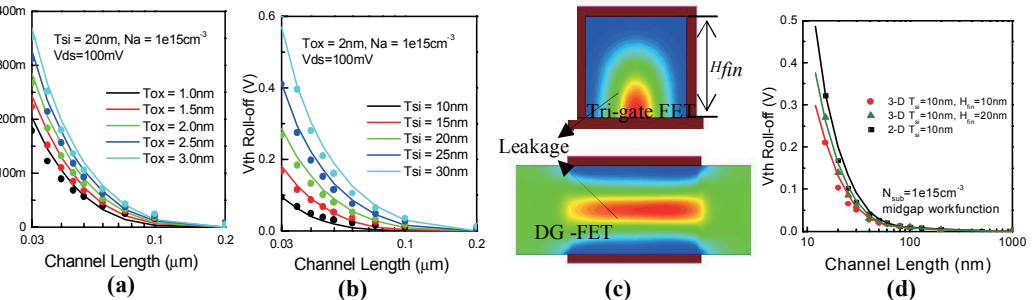 400m
300m
200m
100m
0
0.03
0.1
0.2
Tsi = 20nm, Na = 1e15cm-3
Vds=100mV
Tox = 1.0nm
Tox = 1.5nm
Tox = 2.0nm
Tox = 2.5nm
Tox = 3.0nm
Channel Length (μm)
(a)
Vth Roll-off (V)
0.6
0.4
0.2
0.0
0.03
0.1
0.2
Tox = 2nm, Na = 1e15cm-3
Vds=100mV
Tsi = 10nm
Tsi = 15nm
Tsi = 20nm
Tsi = 25nm
Tsi = 30nm
Channel Length (μm)
(b)
Hfin
Tri-gate FET
Leakage
DG -FET
(c)
Vth Roll-off (V)
0.5
0.4
0.3
0.2
0.1
0.0
10
100
1000
3-D Tsi=10nm, Hfin=10nm
3-D Tsi=10nm, Hfin=20nm
2-D Tsi=10nm
Nsub=1e15cm-3
midgap workfunction
Channel Length (nm)
(d)